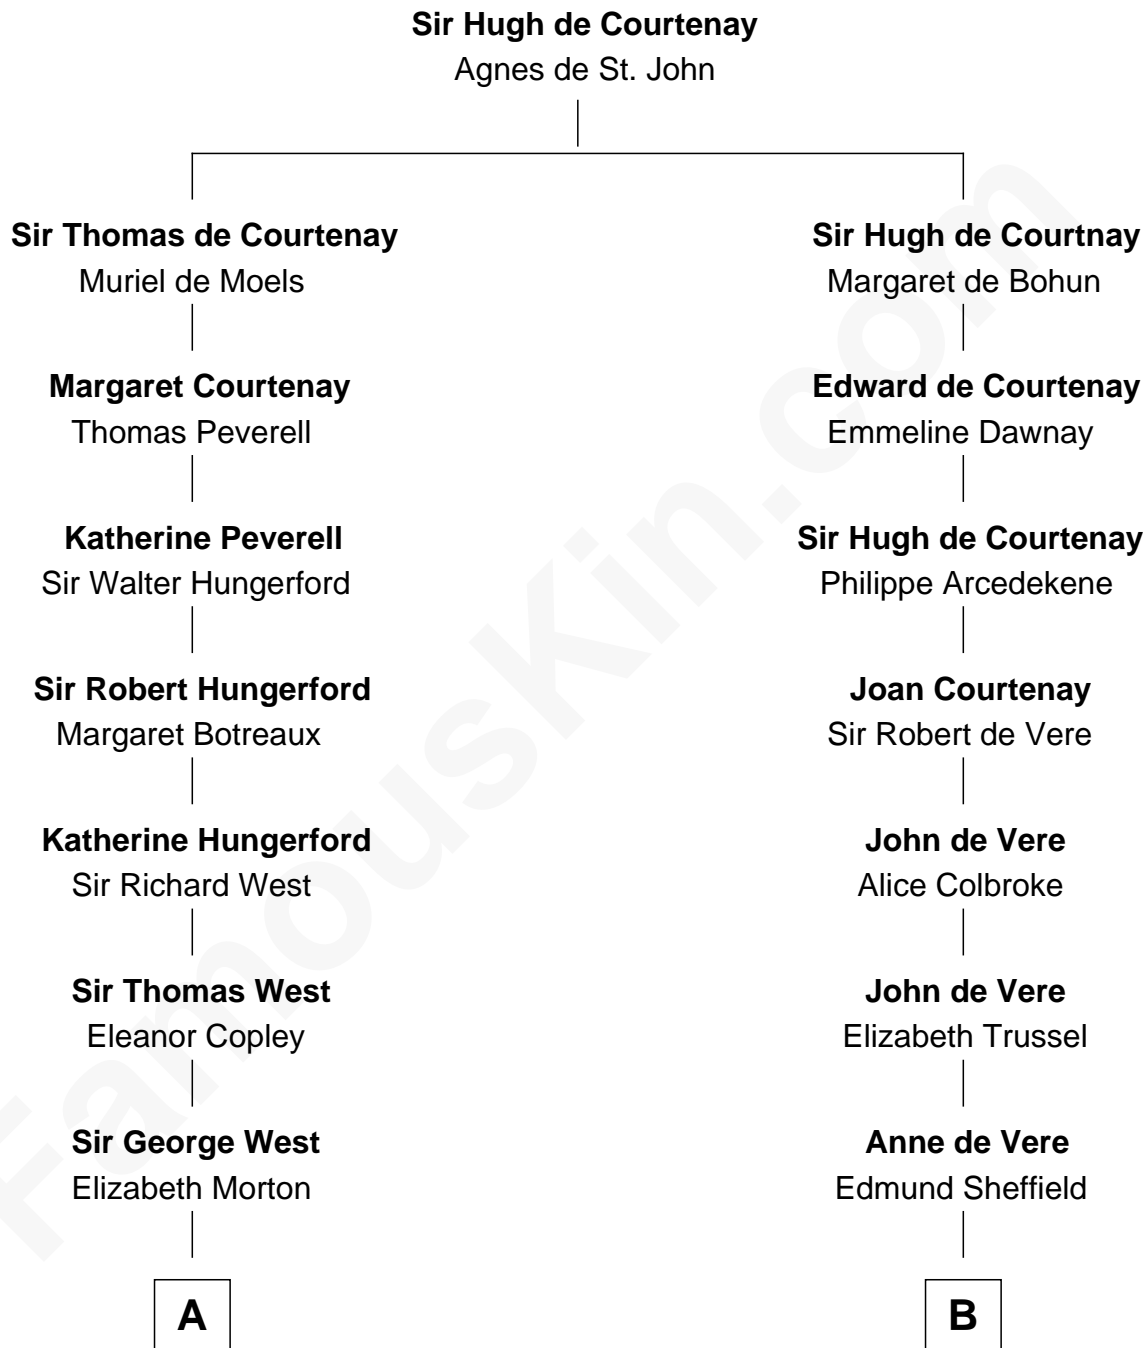 Sir Hugh de Courtenay
Agnes de St. John
Sir Thomas de Courtenay
Muriel de Moels
Sir Hugh de Courtnay
Margaret de Bohun
Margaret Courtenay
Thomas Peverell
Edward de Courtenay
Emmeline Dawnay
Katherine Peverell
Sir Walter Hungerford
Sir Hugh de Courtenay
Philippe Arcedekene
Sir Robert Hungerford
Margaret Botreaux
Joan Courtenay
Sir Robert de Vere
Katherine Hungerford
Sir Richard West
John de Vere
Alice Colbroke
Sir Thomas West
Eleanor Copley
John de Vere
Elizabeth Trussel
Sir George West
Elizabeth Morton
Anne de Vere
Edmund Sheffield
A
B
FamousKin.com